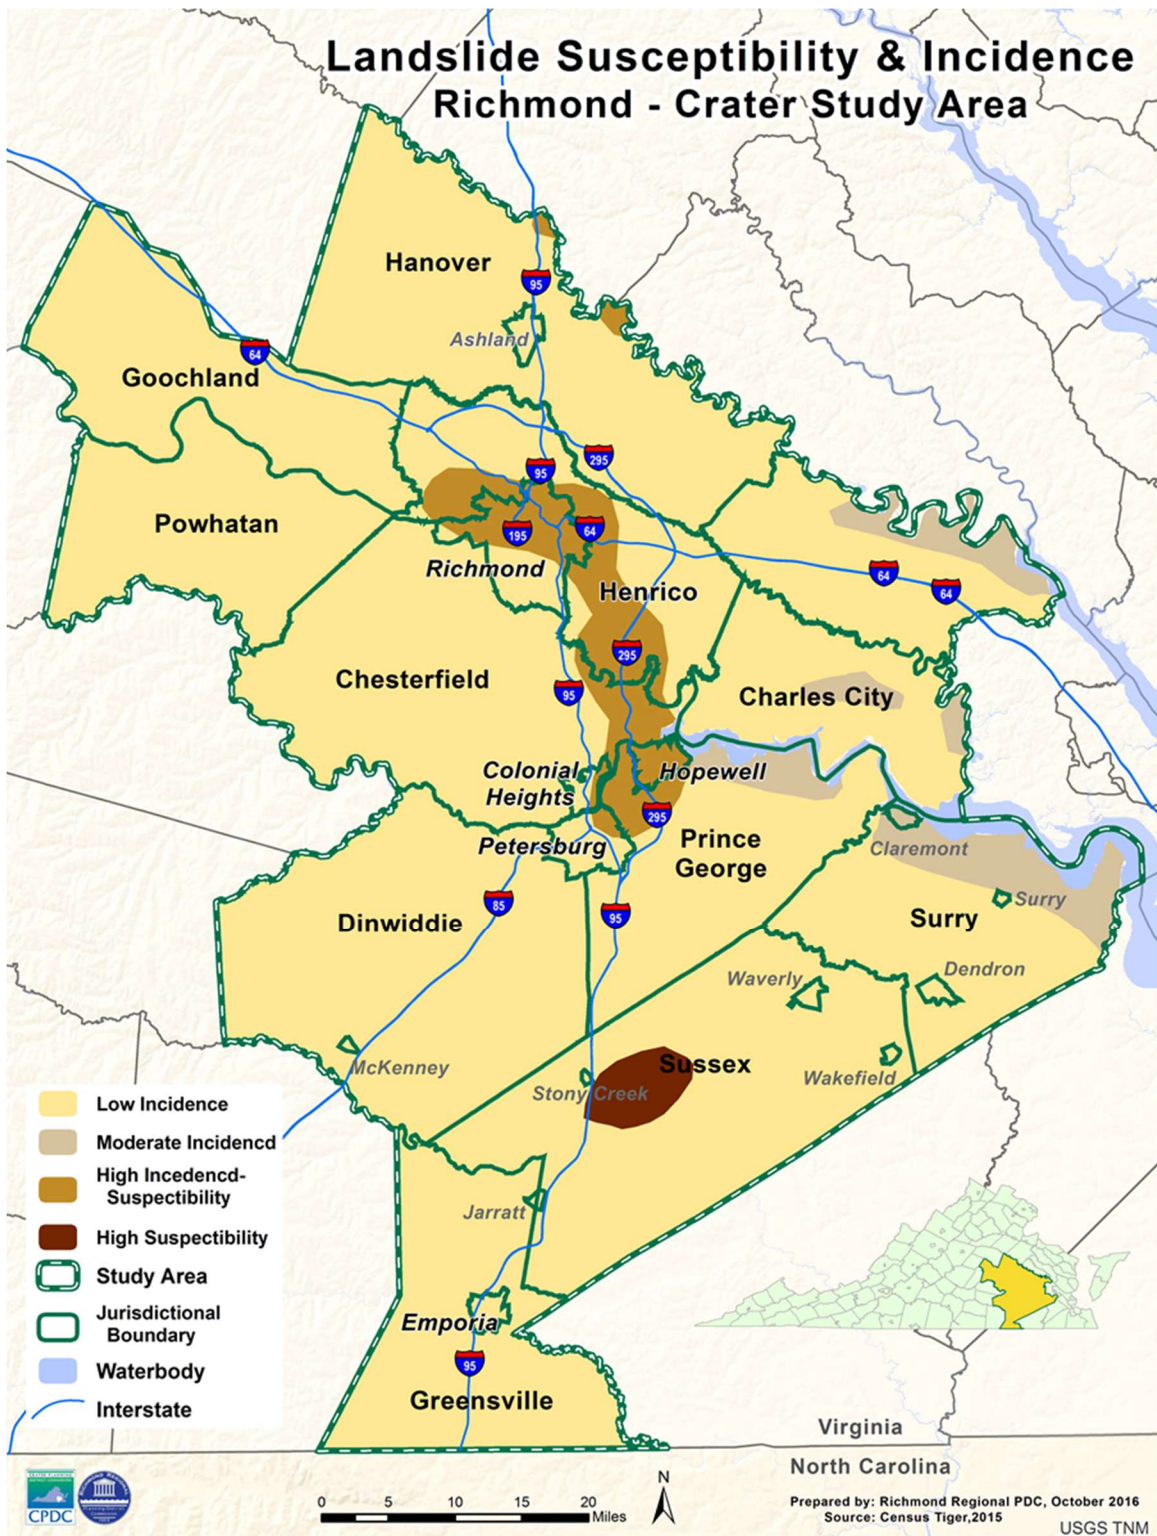 Landslide Susceptibility & Incidence
Richmond - Crater Study Area
Hanover
95
Ashland
64
Goochland
295
95
Powhatan
195
64
Richmond
Henrico
64
64
295
Chesterfield
95
Charles City
Colonial
Heights
Hopewell
295
Petersburg
Prince
George
Claremont
85
95
Dinwiddie
Surry
Surry
Waverly
Dendron
McKenney
Sussex
Stony Creek
Wakefield
Jarratt
Emporia
95
Greensville
Low Incidence
Moderate Incidencd
High Incedencd-
Suspectibility
High Suspectibility
Study Area
Jurisdictional
Boundary
Waterbody
Interstate
Virginia
North Carolina
CPDC
N
0 5 10 15 20
Miles
Prepared by: Richmond Regional PDC, October 2016
Source: Census Tiger,2015
USGS TNM